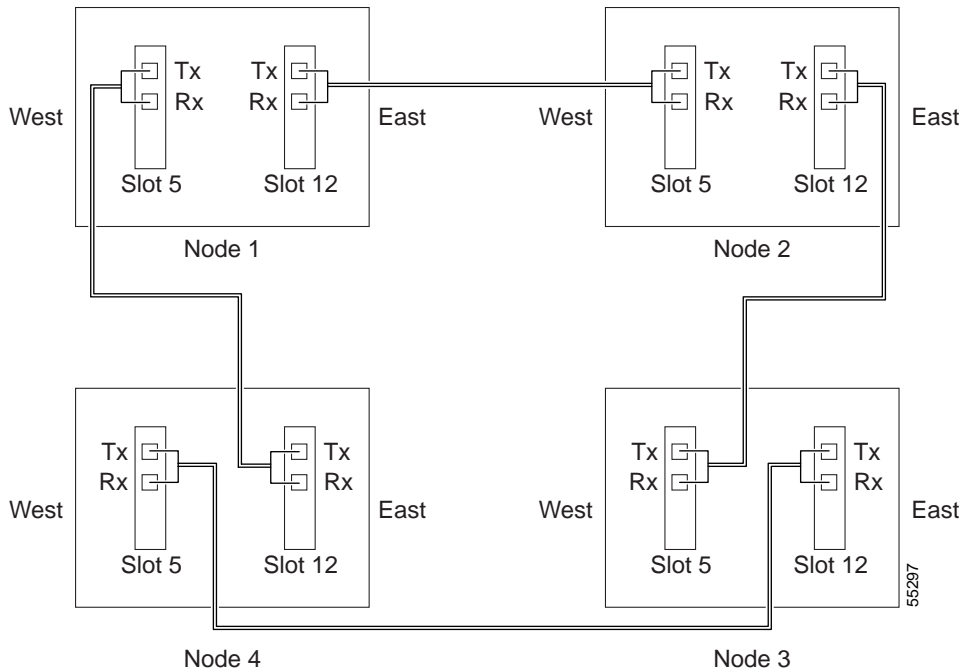 Tx
Rx
Tx
Rx
Tx
Rx
Tx
Rx
West
East
West
East
Slot 5
Slot 12
Slot 5
Slot 12
Node 1
Node 2
Tx
Rx
Tx
Rx
Tx
Rx
Tx
Rx
West
East
West
East
Slot 5
Slot 12
Slot 5
Slot 12
55297
Node 4
Node 3